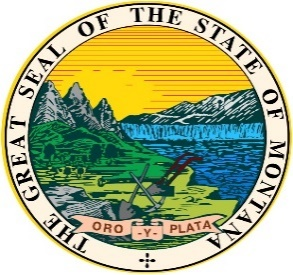 THE GREAT SEAL OF THE STATE OF MONTANA
ORO -Y- PLATA